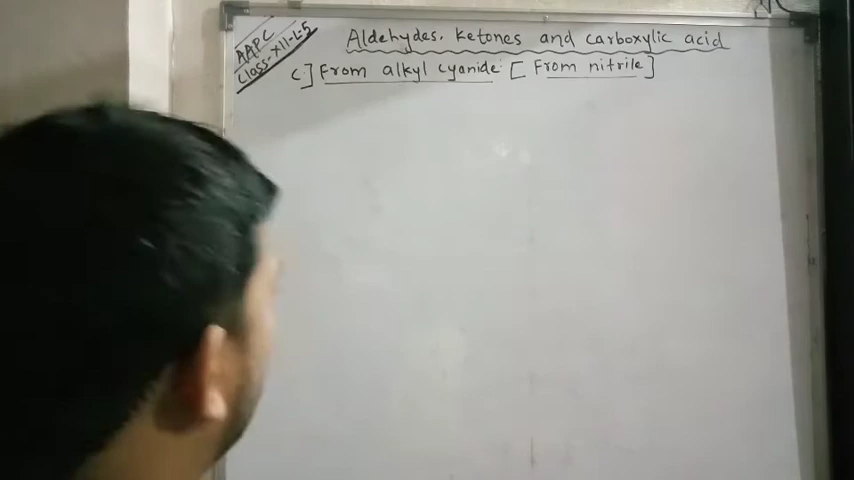 AAPC
Class-XII-L-5
Aldehydes, ketones and carboxylic acid
C] From alkyl cyanide [From nitrile]